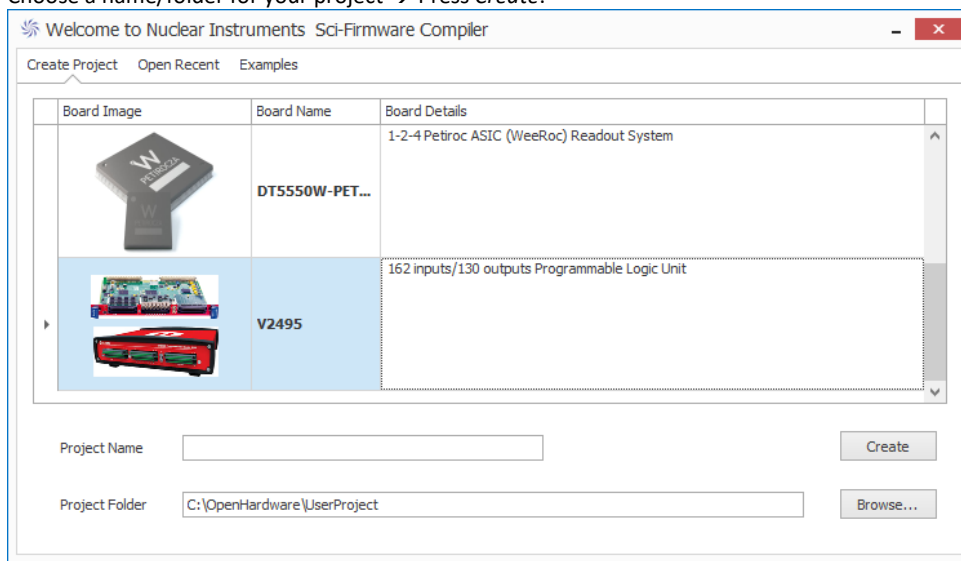 Choose a name/folder for your project → Press Create!
Welcome to Nuclear Instruments Sci-Firmware Compiler
Create Project Open Recent Examples
Board Image Board Name Board Details
1-2-4 Petiroc ASIC (WeeRoc) Readout System
W
PETIROC2A
W
DT5550W-PET...
162 inputs/130 outputs Programmable Logic Unit
V2495
Project Name
Create
Project Folder C:\OpenHardware\UserProject Browse...